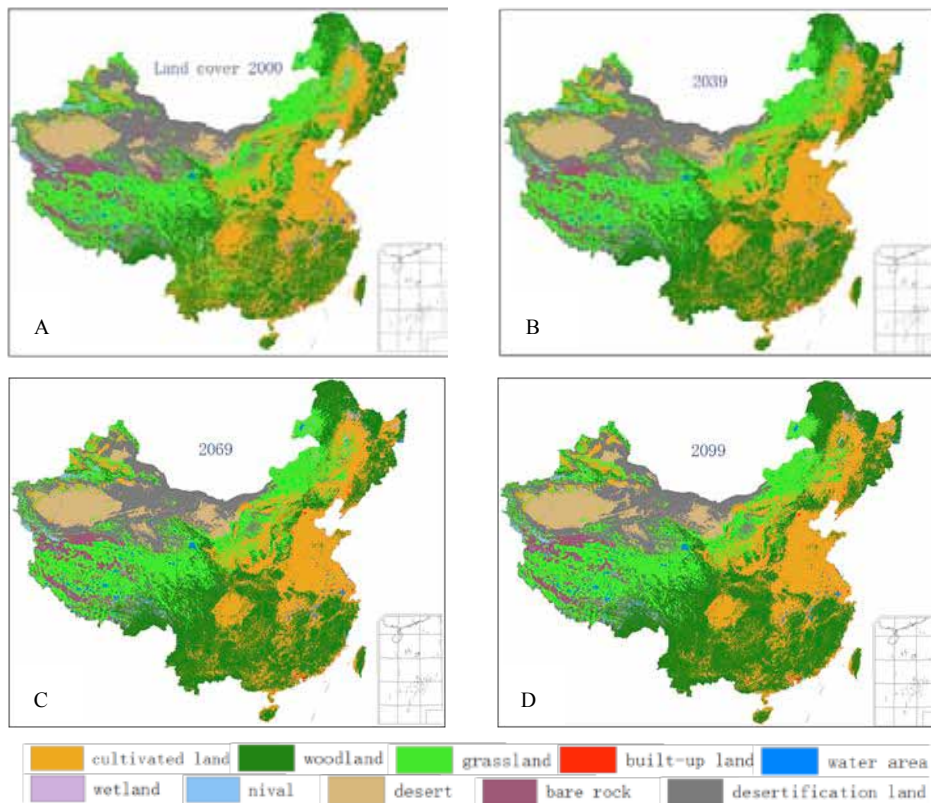 Land cover 2000
2039
A
B
2069
2099
C
D
cultivated land woodland grassland built-up land water area
wetland nival desert bare rock desertification land